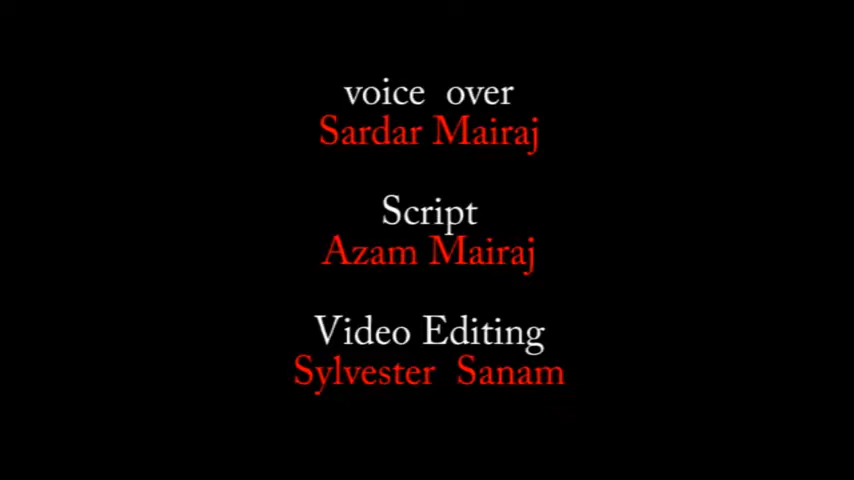 voice over
Sardar Mairaj
Script
Azam Mairaj
Video Editing
Sylvester Sanam